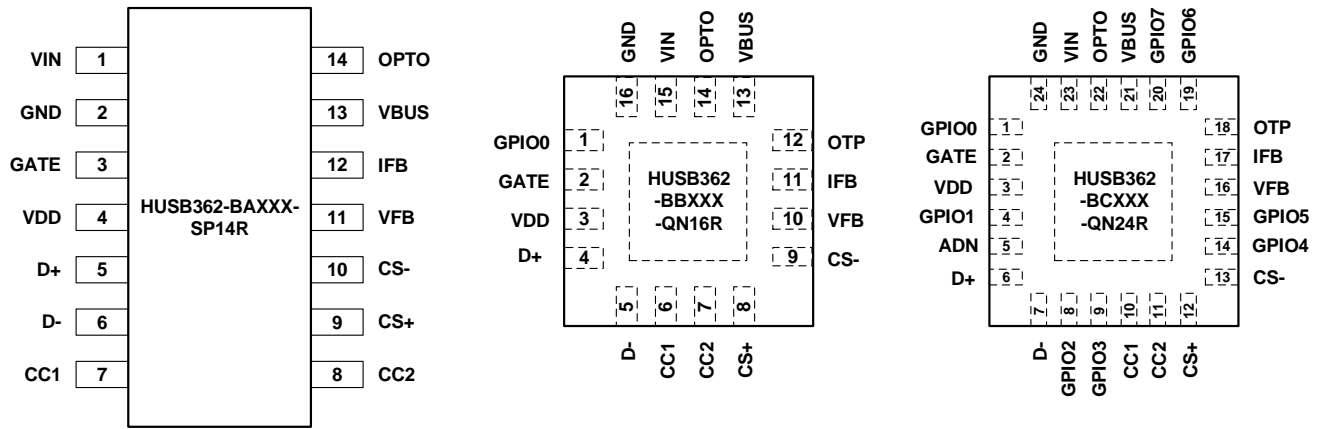 VIN 1
GND 2
GATE 3
VDD 4
D+ 5
D- 6
CC1 7
HUSB362-BAXXX-
SP14R
14 OPTO
13 VBUS
12 IFB
11 VFB
10 CS-
9 CS+
8 CC2
GND
VIN
OPTO
VBUS
16
15
14
13
GPIO0 1
GATE 2
VDD 3
D+ 4
HUSB362
-BBXXX
-QN16R
12 OTP
11 IFB
10 VFB
9 CS-
5
6
7
8
D-
CC1
CC2
CS+
GND
VIN
OPTO
VBUS
GPIO7
GPIO6
24
23
22
21
20
19
GPIO0 1
GATE 2
VDD 3
GPIO1 4
ADN 5
D+ 6
HUSB362
-BCXXX
-QN24R
18 OTP
17 IFB
16 VFB
15 GPIO5
14 GPIO4
13 CS-
7
8
9
10
11
12
D-
GPIO2
GPIO3
CC1
CC2
CS+